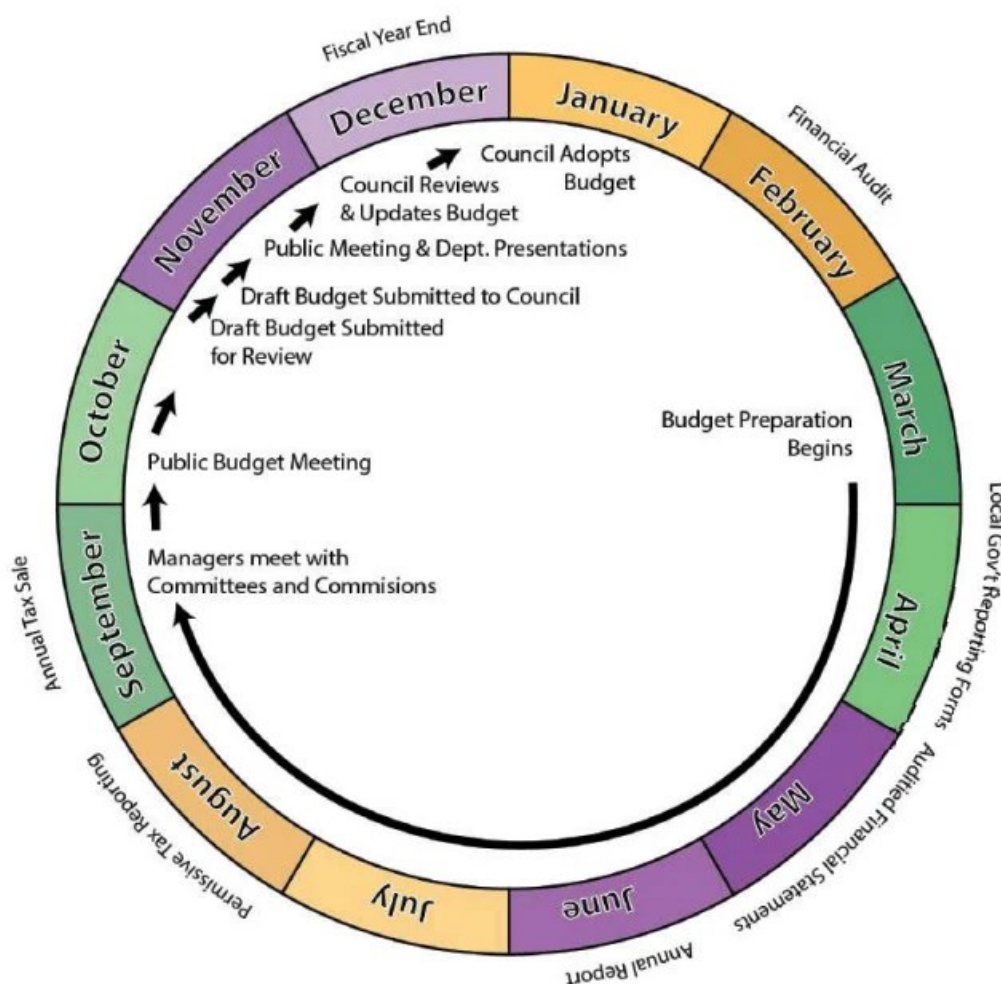 Fiscal Year End
December
January
Financial Audit
February
November
Council Adopts
Budget
Council Reviews
& Updates Budget
Public Meeting & Dept. Presentations
Draft Budget Submitted to Council
Draft Budget Submitted
for Review
October
March
Budget Preparation
Begins
Public Budget Meeting
Managers meet with
Committees and Commisions
September
Annual Tax Sale
April
Local Gov't Reporting Forms
August
Permissive Tax Reporting
May
Auditied Financial Statements
July
June
Annual Report